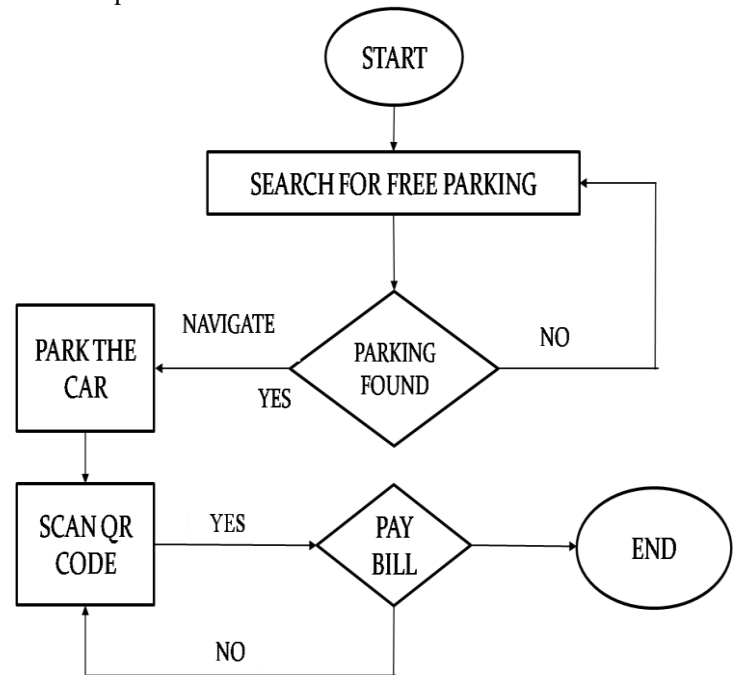 START
SEARCH FOR FREE PARKING
NAVIGATE
PARK THE
CAR
PARKING
FOUND
NO
YES
SCAN QR
CODE
YES
PAY
BILL
END
NO